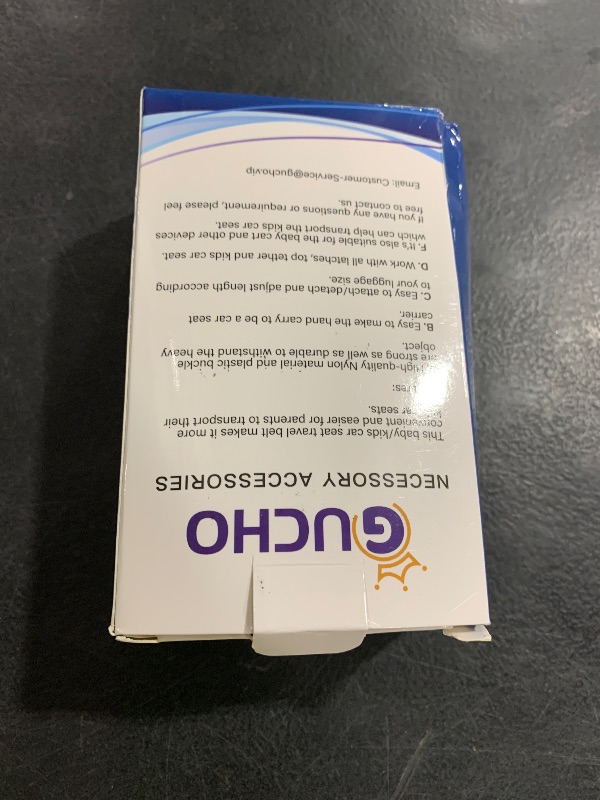 GUCHO
NECESSARY ACCESSORIES
This baby/kids car seat travel belt makes it more
convenient and easier for parents to transport their
car seats.
High-quality Nylon material and plastic buckle
are strong as well as durable to withstand the heavy
object.
B. Easy to make the hand carry to be a car seat
carrier.
C. Easy to attach/detach and adjust length according
to your luggage size.
D. Work with all latches, top, tether and kids car seat.
F. It's also suitable for the baby cart and other devices
which can help transport the kids car seat.
If you have any questions or requirement, please feel
free to contact us.
Email: Customer-Service@gucho.vip